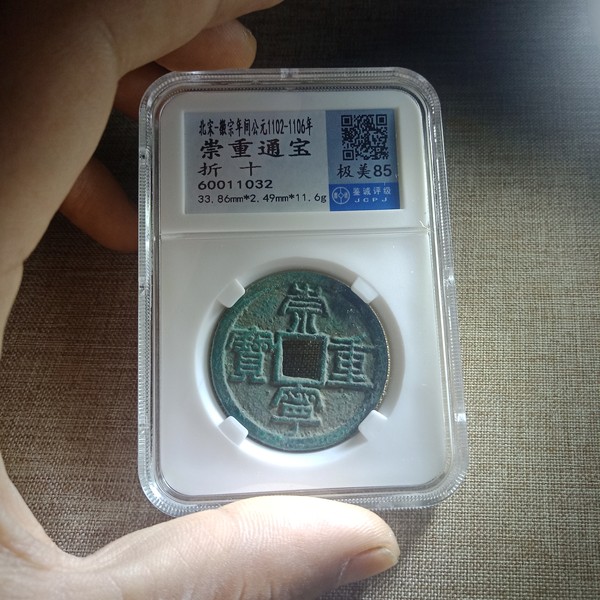 北宋-徽宗年间公元1102-1106年
崇重通宝
折十
极美85
60011032
33.86mm*2.49mm*11.6g
鉴诚评级
JCPJ
崇
寧
重
寶